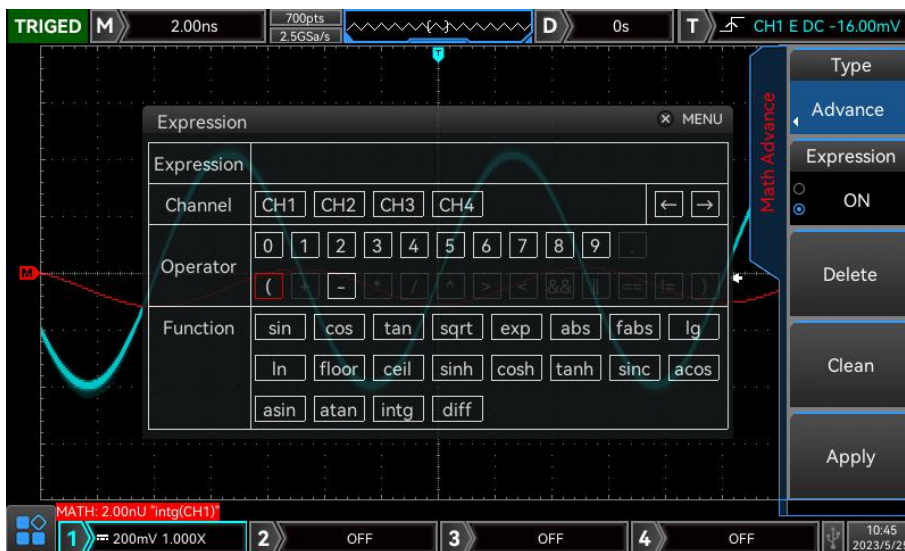 TRIGED M 2.00ns 700pts D 0s T CH1 E DC -16.00mV
2.5GSa/s
T
Type
Advance
Math Advance
Expression
ON
Delete
Clean
Apply
Expression × MENU
Expression
Channel CH1 CH2 CH3 CH4 ← →
Operator 0 1 2 3 4 5 6 7 8 9 .
( + - * / ^ > < && || == != )
Function sin cos tan sqrt exp abs fabs lg
ln floor ceil sinh cosh tanh sinc acos
asin atan intg diff
M
MATH: 2.00nU "intg(CH1)"
1 200mV 1.000X 2 OFF 3 OFF 4 OFF 10:45
2023/5/25